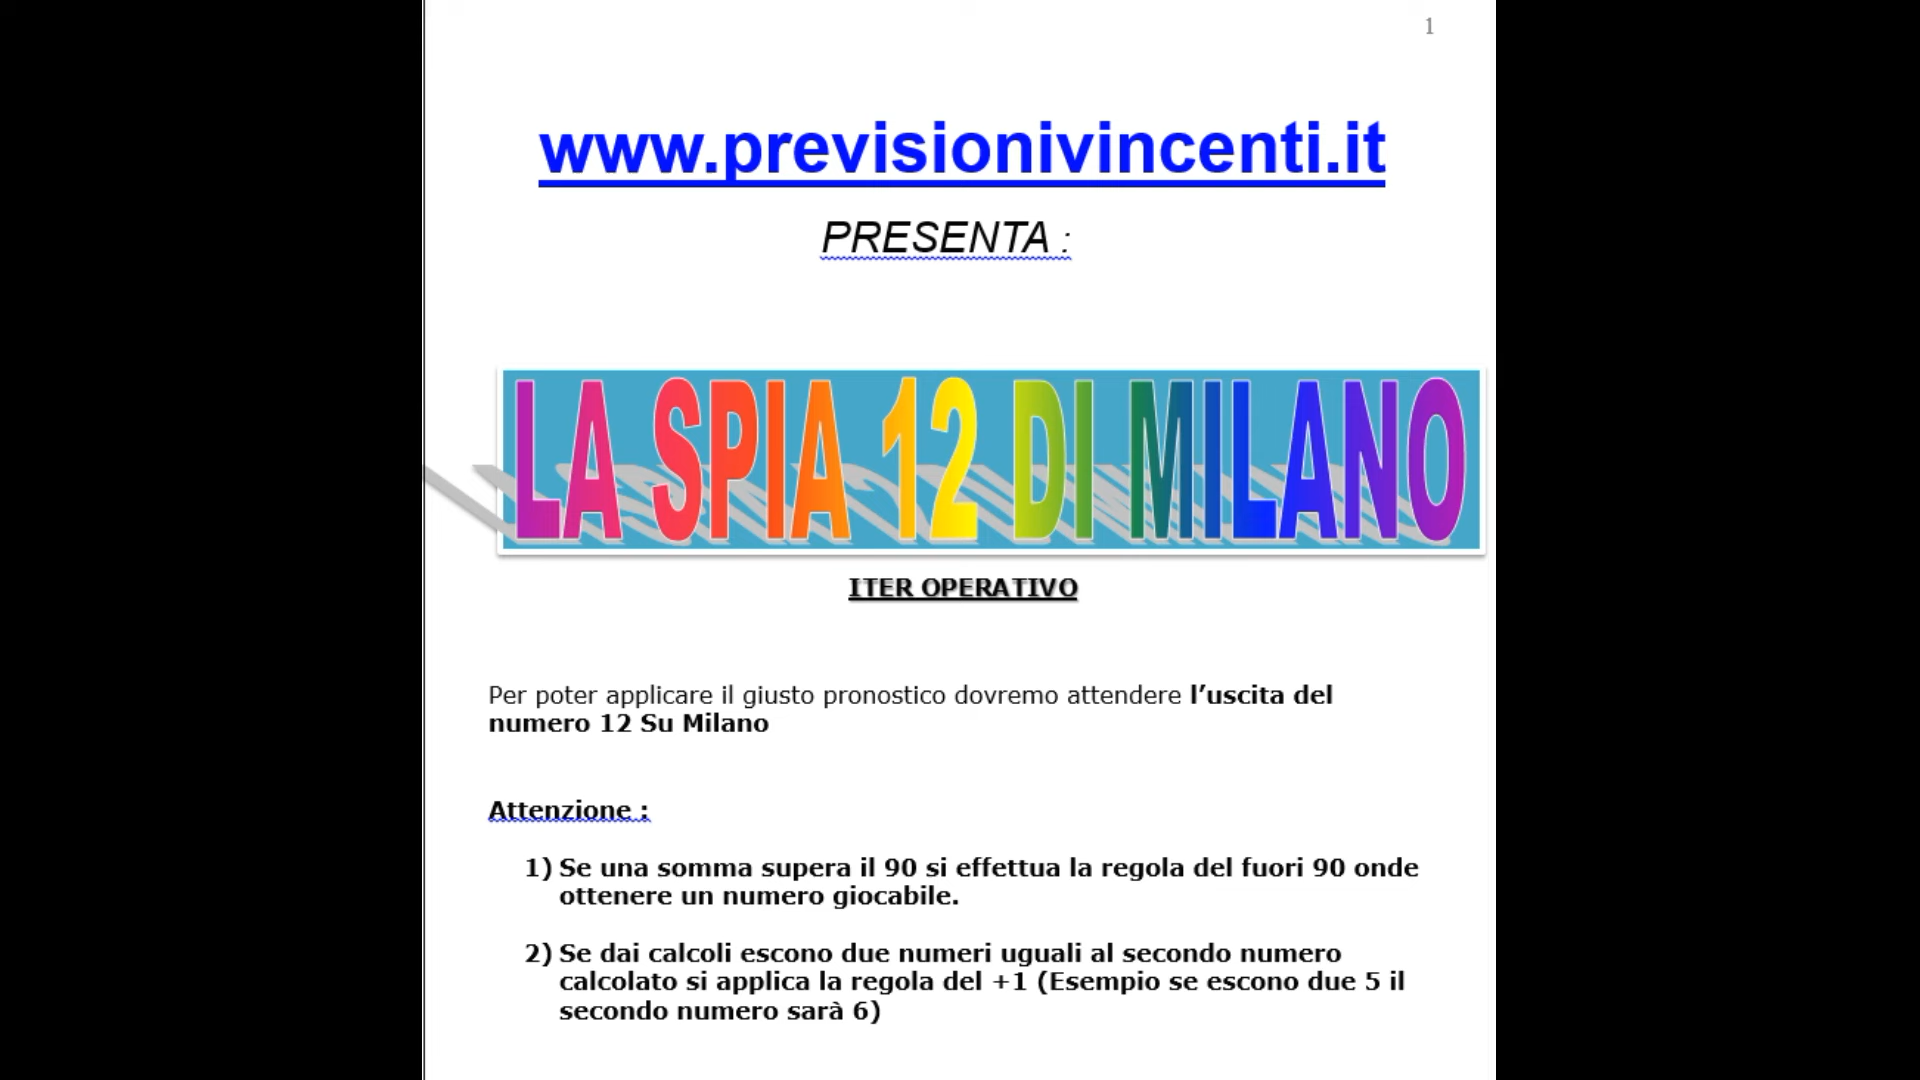 1
www.previsionivincenti.it
PRESENTA :
LA SPIA 12 DI MILANO
ITER OPERATIVO
Per poter applicare il giusto pronostico dovremo attendere l’uscita del
numero 12 Su Milano
Attenzione :
1) Se una somma supera il 90 si effettua la regola del fuori 90 onde
ottenere un numero giocabile.
2) Se dai calcoli escono due numeri uguali al secondo numero
calcolato si applica la regola del +1 (Esempio se escono due 5 il
secondo numero sarà 6)